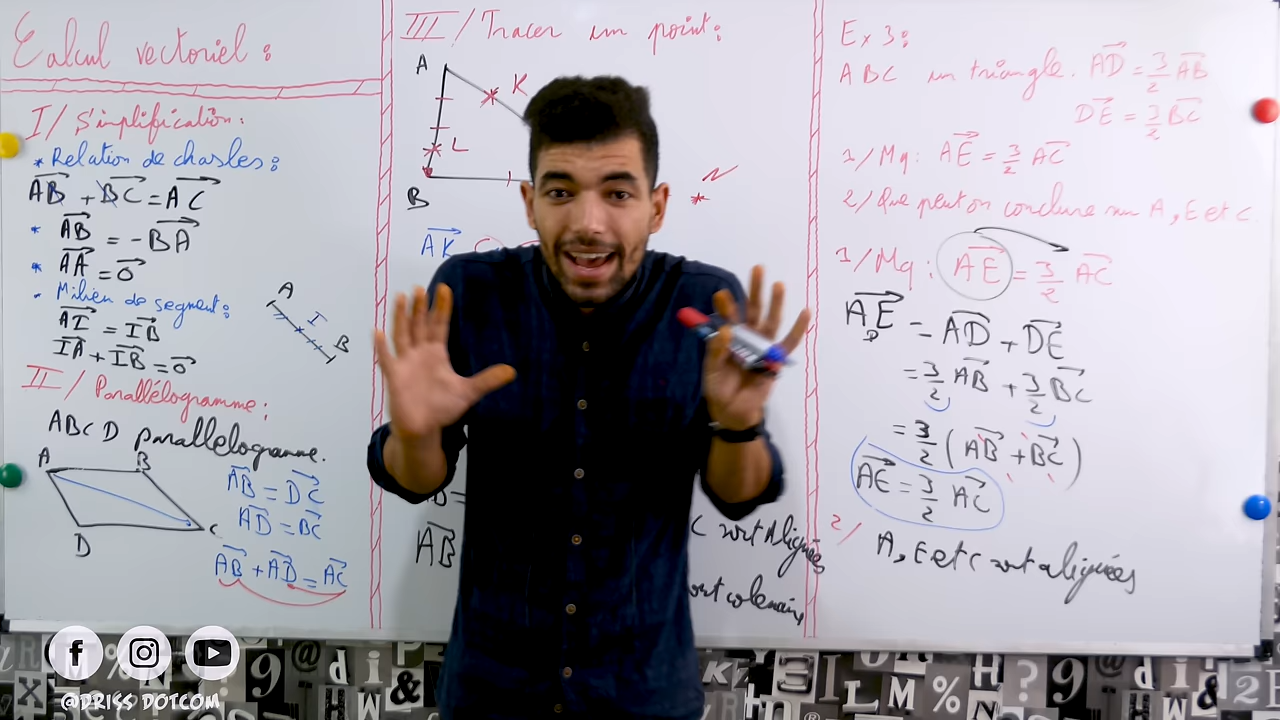 Calcul vectoriel :
I/ Simplification:
* Relation de chasles:
AB + BC = AC
* AB = -BA
* AA = 0
* Milieu de segment:
AI = IB
IA + IB = 0
A
I
B
II/ Parallélogramme:
ABCD parallélogramme.
A
B
C
D
AB = DC
AD = BC
AB + AD = AC
III/ Tracer un point:
A
K
L
B
AK
AB
C sont Alignées
Ex 3:
ABC un triangle. AD = 3/2 AB
DE = 3/2 BC
1/ Mq: AE = 3/2 AC
2/ Que peut on conclure sur A, E et C.
1/ Mq: AE = 3/2 AC
AE = AD + DE
D
= 3/2 AB + 3/2 BC
= 3/2 (AB + BC)
AE = 3/2 AC
2/
A, E et C sont alignées
@DRISS DOTCOM